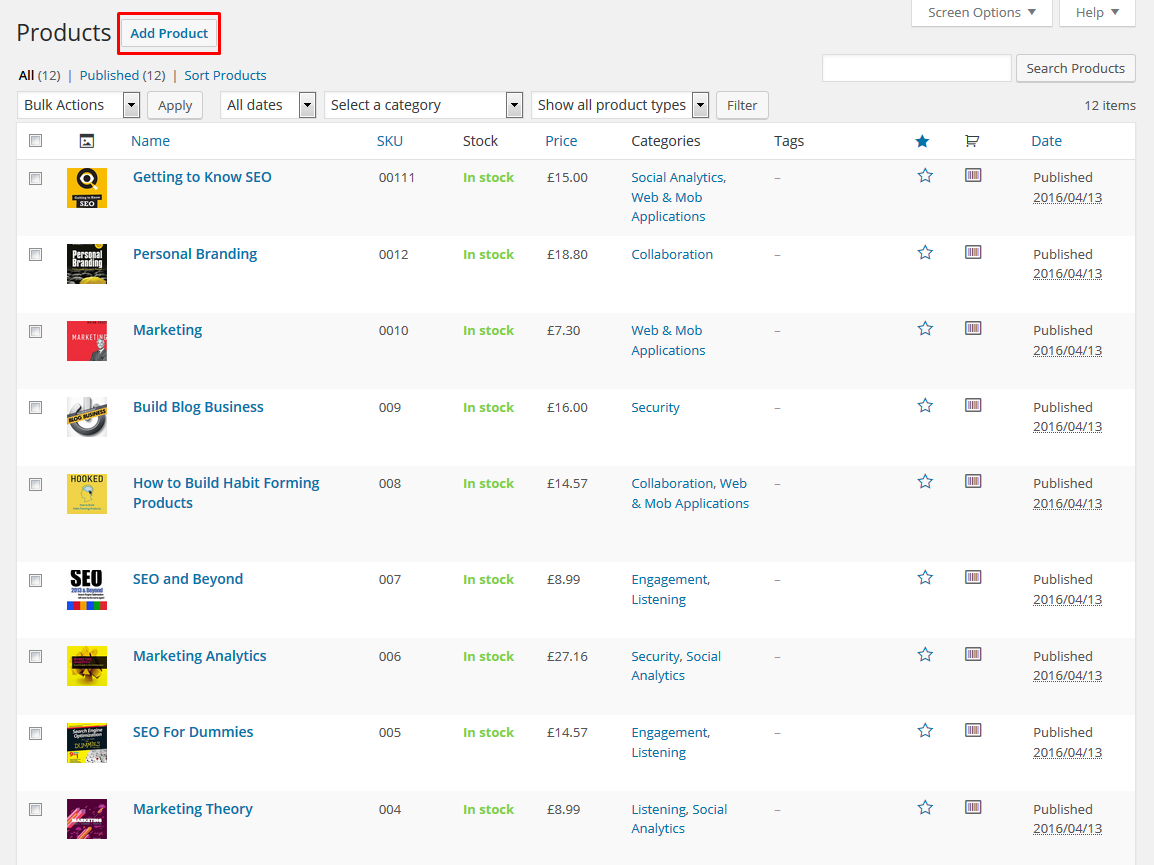 Products Add Product
Screen Options Help
All (12) | Published (12) | Sort Products
Search Products
Bulk Actions Apply All dates Select a category Show all product types Filter 12 items
Name SKU Stock Price Categories Tags Date
Getting to Know SEO 00111 In stock £15.00 Social Analytics, – Published
Web & Mob 2016/04/13
Applications
Personal Branding 0012 In stock £18.80 Collaboration – Published
2016/04/13
Marketing 0010 In stock £7.30 Web & Mob – Published
Applications 2016/04/13
Build Blog Business 009 In stock £16.00 Security – Published
2016/04/13
How to Build Habit Forming 008 In stock £14.57 Collaboration, Web – Published
Products & Mob Applications 2016/04/13
SEO and Beyond 007 In stock £8.99 Engagement, – Published
Listening 2016/04/13
Marketing Analytics 006 In stock £27.16 Security, Social – Published
Analytics 2016/04/13
SEO For Dummies 005 In stock £14.57 Engagement, – Published
Listening 2016/04/13
Marketing Theory 004 In stock £8.99 Listening, Social – Published
Analytics 2016/04/13